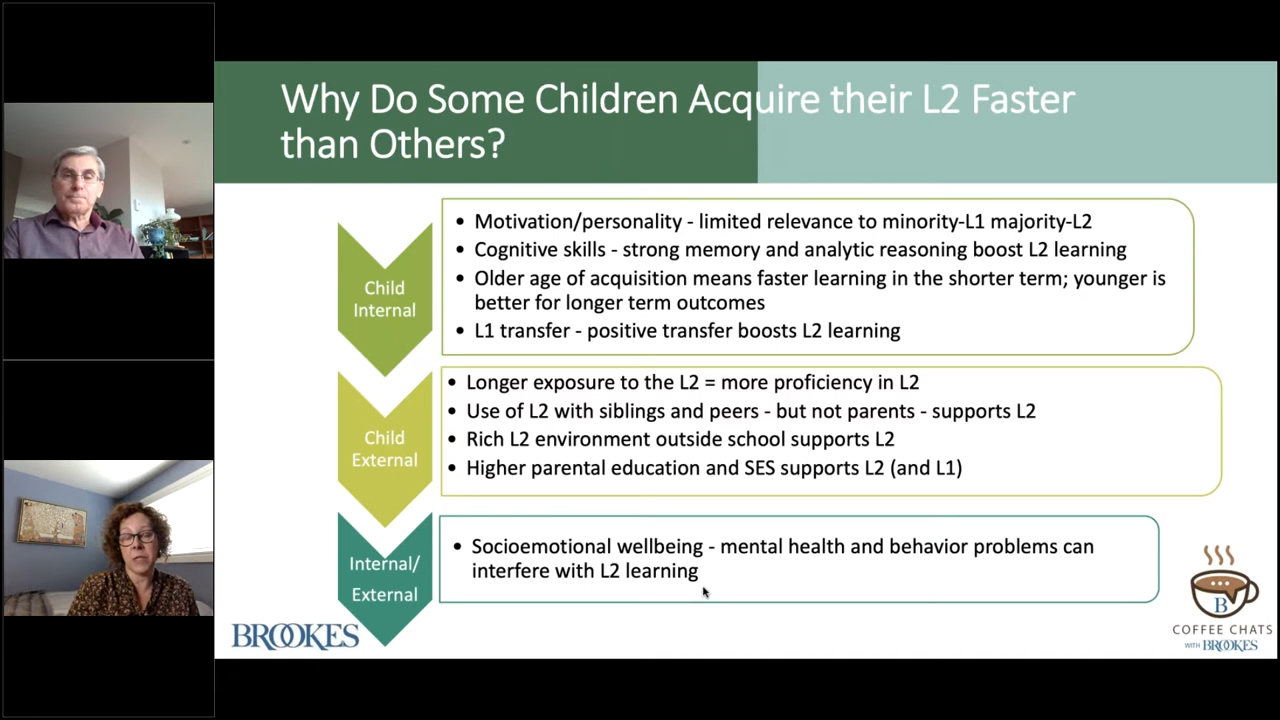 Why Do Some Children Acquire their L2 Faster
than Others?
Child
Internal
• Motivation/personality - limited relevance to minority-L1 majority-L2
• Cognitive skills - strong memory and analytic reasoning boost L2 learning
• Older age of acquisition means faster learning in the shorter term; younger is
better for longer term outcomes
• L1 transfer - positive transfer boosts L2 learning
Child
External
• Longer exposure to the L2 = more proficiency in L2
• Use of L2 with siblings and peers - but not parents - supports L2
• Rich L2 environment outside school supports L2
• Higher parental education and SES supports L2 (and L1)
Internal/
External
• Socioemotional wellbeing - mental health and behavior problems can
interfere with L2 learning
BROOKES
B
COFFEE CHATS
WITH BROOKES